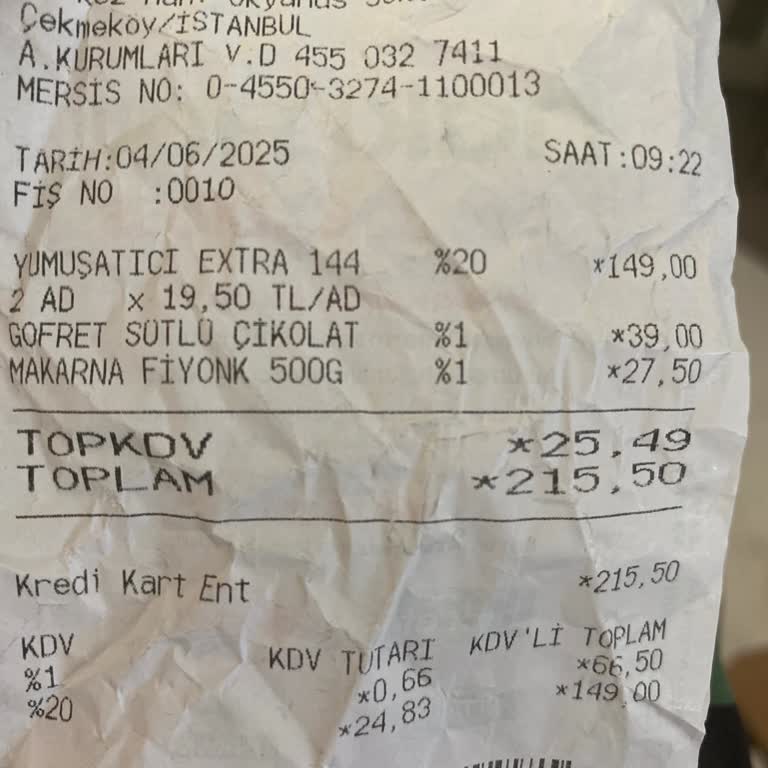 Çekmeköy/İSTANBUL
A.KURUMLARI V.D 455 032 7411
MERSİS NO: 0-4550-3274-1100013
TARİH:04/06/2025 SAAT:09:22
FİŞ NO :0010
YUMUŞATICI EXTRA 144 %20 *149,00
2 AD x 19,50 TL/AD
GOFRET SÜTLÜ ÇİKOLAT %1 *39,00
MAKARNA FİYONK 500G %1 *27,50
TOPKDV *25,49
TOPLAM *215,50
Kredi Kart Ent *215,50
KDV KDV TUTARI KDV'Lİ TOPLAM
%1 *0,66 *66,50
%20 *24,83 *149,00